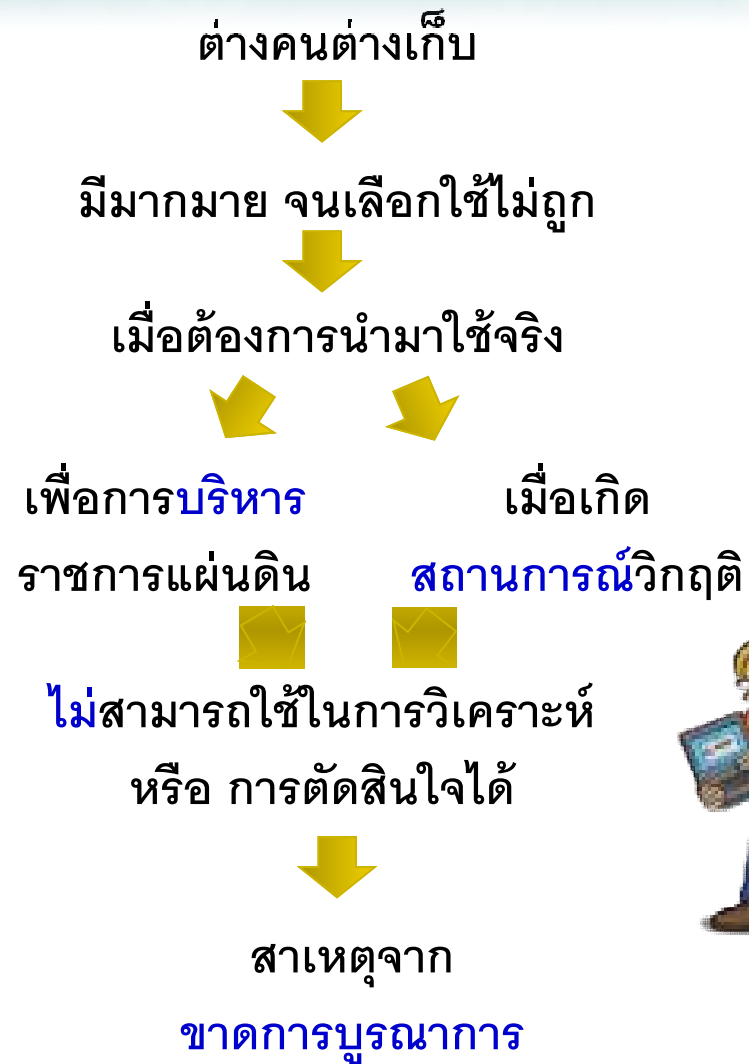 ต่างคนต่างเก็บ
มีมากมาย จนเลือกใช้ไม่ถูก
เมื่อต้องการนำมาใช้จริง
เพื่อการบริหาร
ราชการแผ่นดิน
เมื่อเกิด
สถานการณ์วิกฤติ
ไม่สามารถใช้ในการวิเคราะห์
หรือ การตัดสินใจได้
สาเหตุจาก
ขาดการบูรณาการ